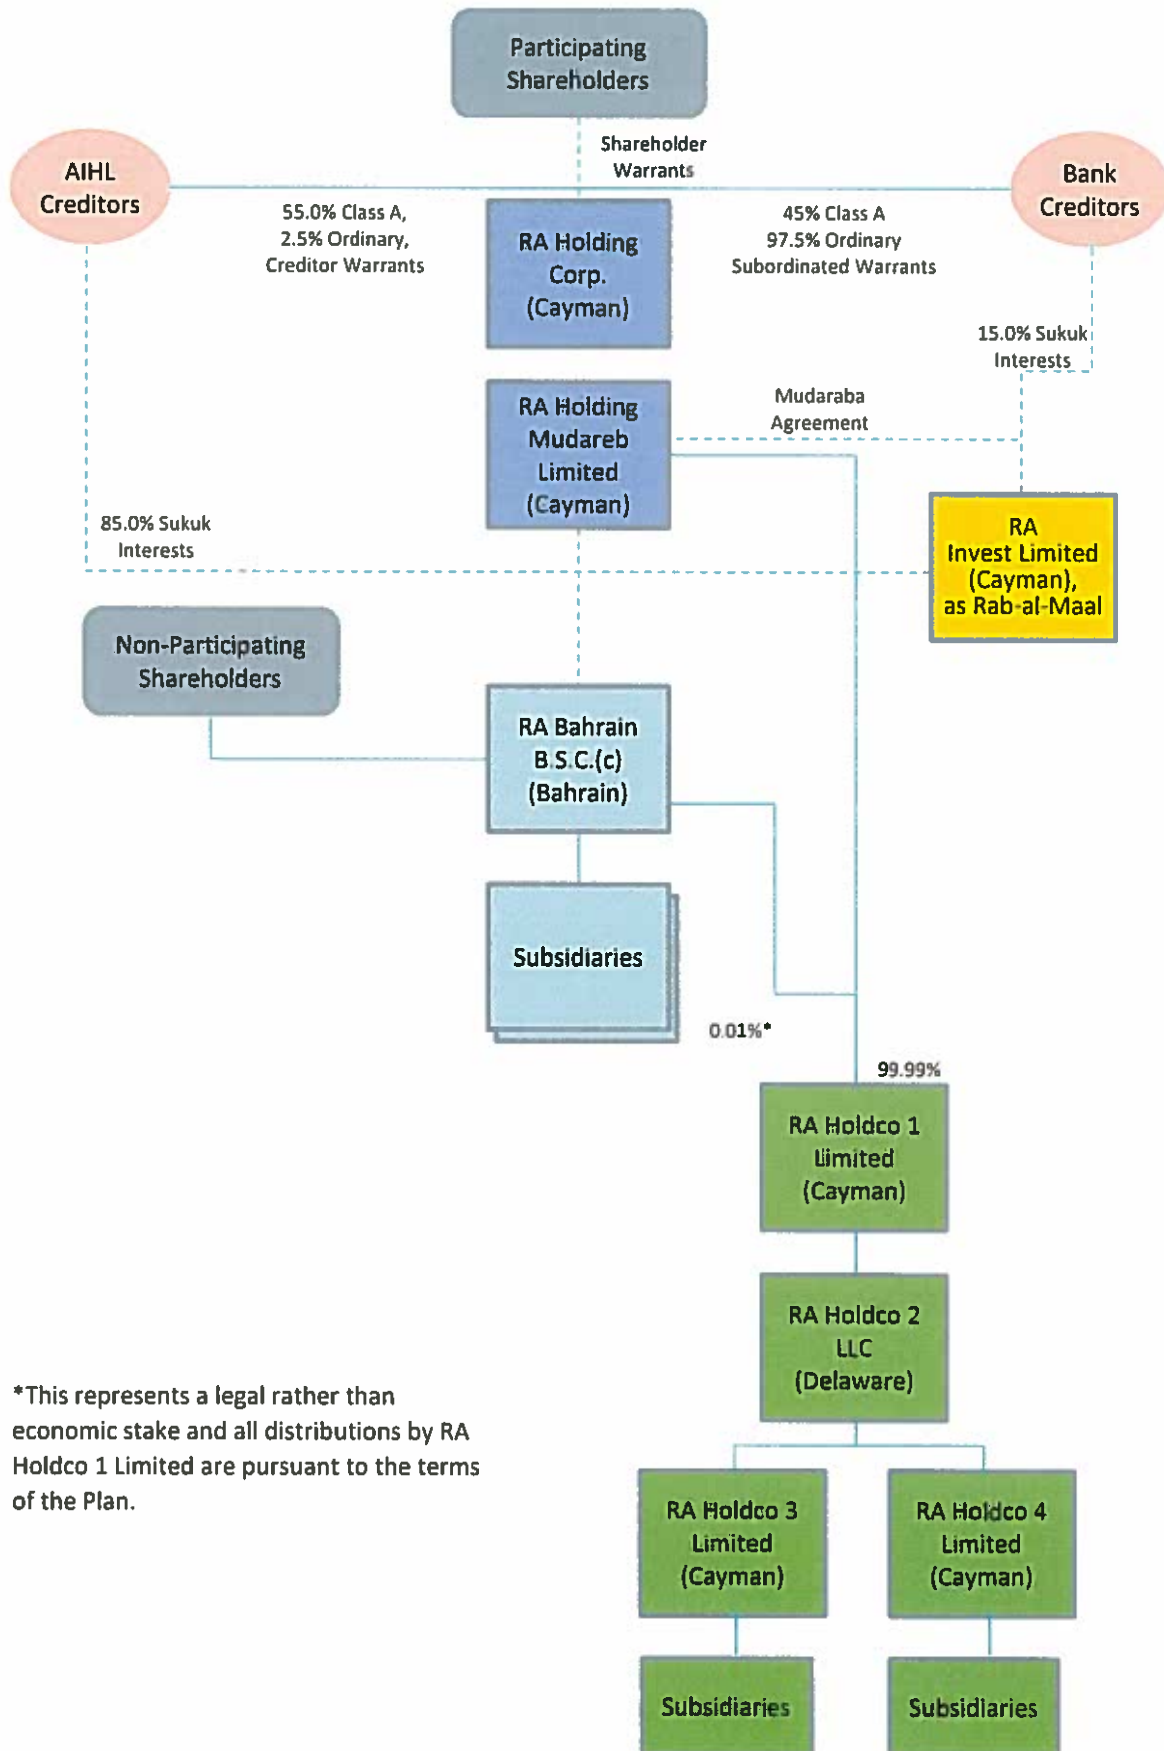 Participating
Shareholders
Shareholder
Warrants
AIHL
Creditors
Bank
Creditors
55.0% Class A,
2.5% Ordinary,
Creditor Warrants
RA Holding
Corp.
(Cayman)
45% Class A
97.5% Ordinary
Subordinated Warrants
15.0% Sukuk
Interests
RA Holding
Mudareb
Limited
(Cayman)
Mudaraba
Agreement
85.0% Sukuk
Interests
RA
Invest Limited
(Cayman),
as Rab-al-Maal
Non-Participating
Shareholders
RA Bahrain
B.S.C.(c)
(Bahrain)
Subsidiaries
0.01%*
99.99%
RA Holdco 1
Limited
(Cayman)
RA Holdco 2
LLC
(Delaware)
*This represents a legal rather than
economic stake and all distributions by RA
Holdco 1 Limited are pursuant to the terms
of the Plan.
RA Holdco 3
Limited
(Cayman)
RA Holdco 4
Limited
(Cayman)
Subsidiaries
Subsidiaries